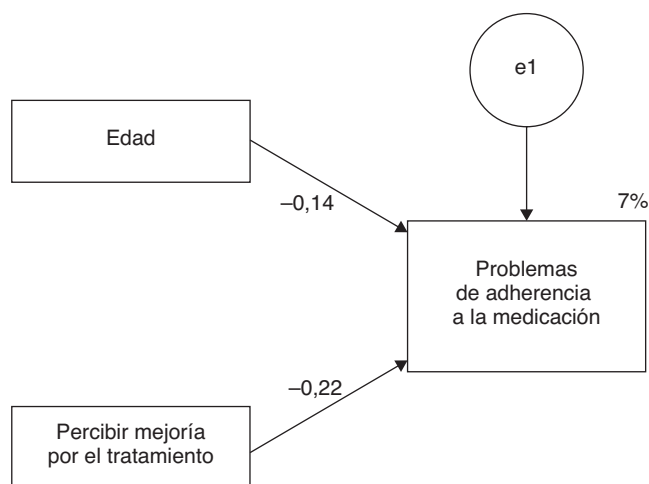 e1
Edad
–0,14
7%
Problemas
de adherencia
a la medicación
–0,22
Percibir mejoría
por el tratamiento